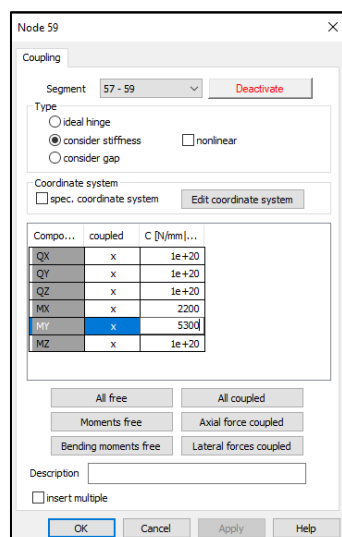 Node 59
Coupling
Segment 57 - 59 Deactivate
Type
ideal hinge
consider stiffness nonlinear
consider gap
Coordinate system
spec. coordinate system Edit coordinate system
Compo... coupled C [N/mm|...
QX x 1e+20
QY x 1e+20
QZ x 1e+20
MX x 2200
MY x 5300
MZ x 1e+20
All free All coupled
Moments free Axial force coupled
Bending moments free Lateral forces coupled
Description
insert multiple
OK Cancel Apply Help